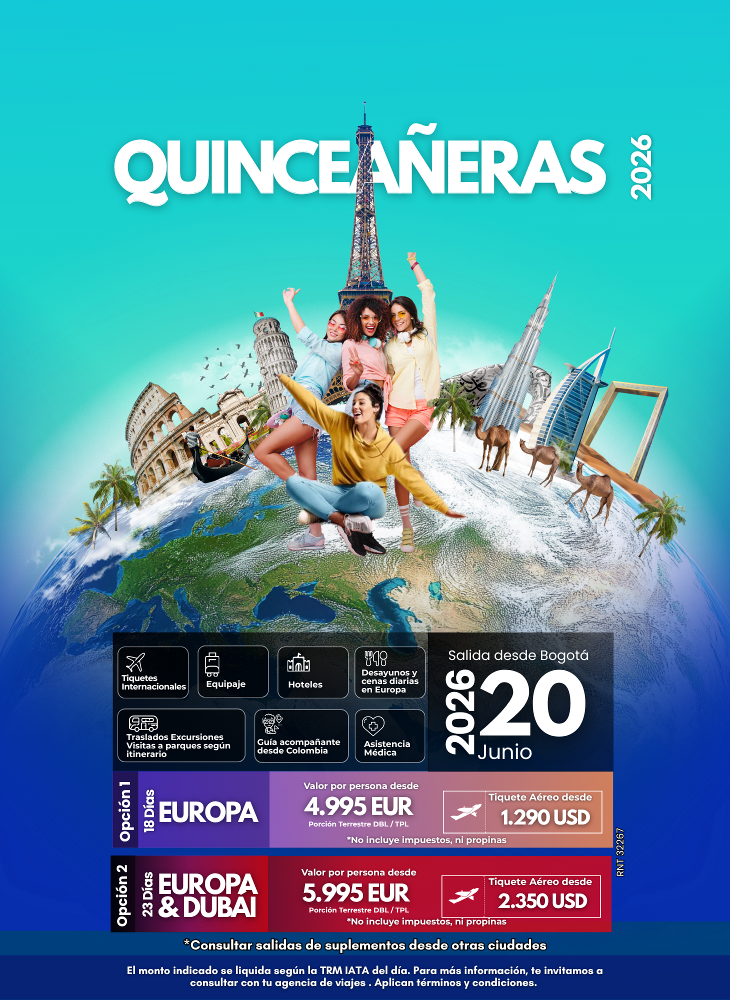 QUINCEAÑERAS
2026
Tiquetes
Internacionales
Equipaje
Hoteles
Desayunos y
cenas diarias
en Europa
Traslados Excursiones
Visitas a parques según
itinerario
Guía acompañante
desde Colombia
Asistencia
Médica
Salida desde Bogotá
2026
20
Junio
Opción 1
18 Días
EUROPA
Valor por persona desde
4.995 EUR
Porción Terrestre DBL / TPL
Tiquete Aéreo desde
1.290 USD
*No incluye impuestos, ni propinas
RNT 32267
Opción 2
23 Días
EUROPA
& DUBÁI
Valor por persona desde
5.995 EUR
Porción Terrestre DBL / TPL
Tiquete Aéreo desde
2.350 USD
*No incluye impuestos, ni propinas
*Consultar salidas de suplementos desde otras ciudades
El monto indicado se liquida según la TRM IATA del día. Para más información, te invitamos a
consultar con tu agencia de viajes . Aplican términos y condiciones.